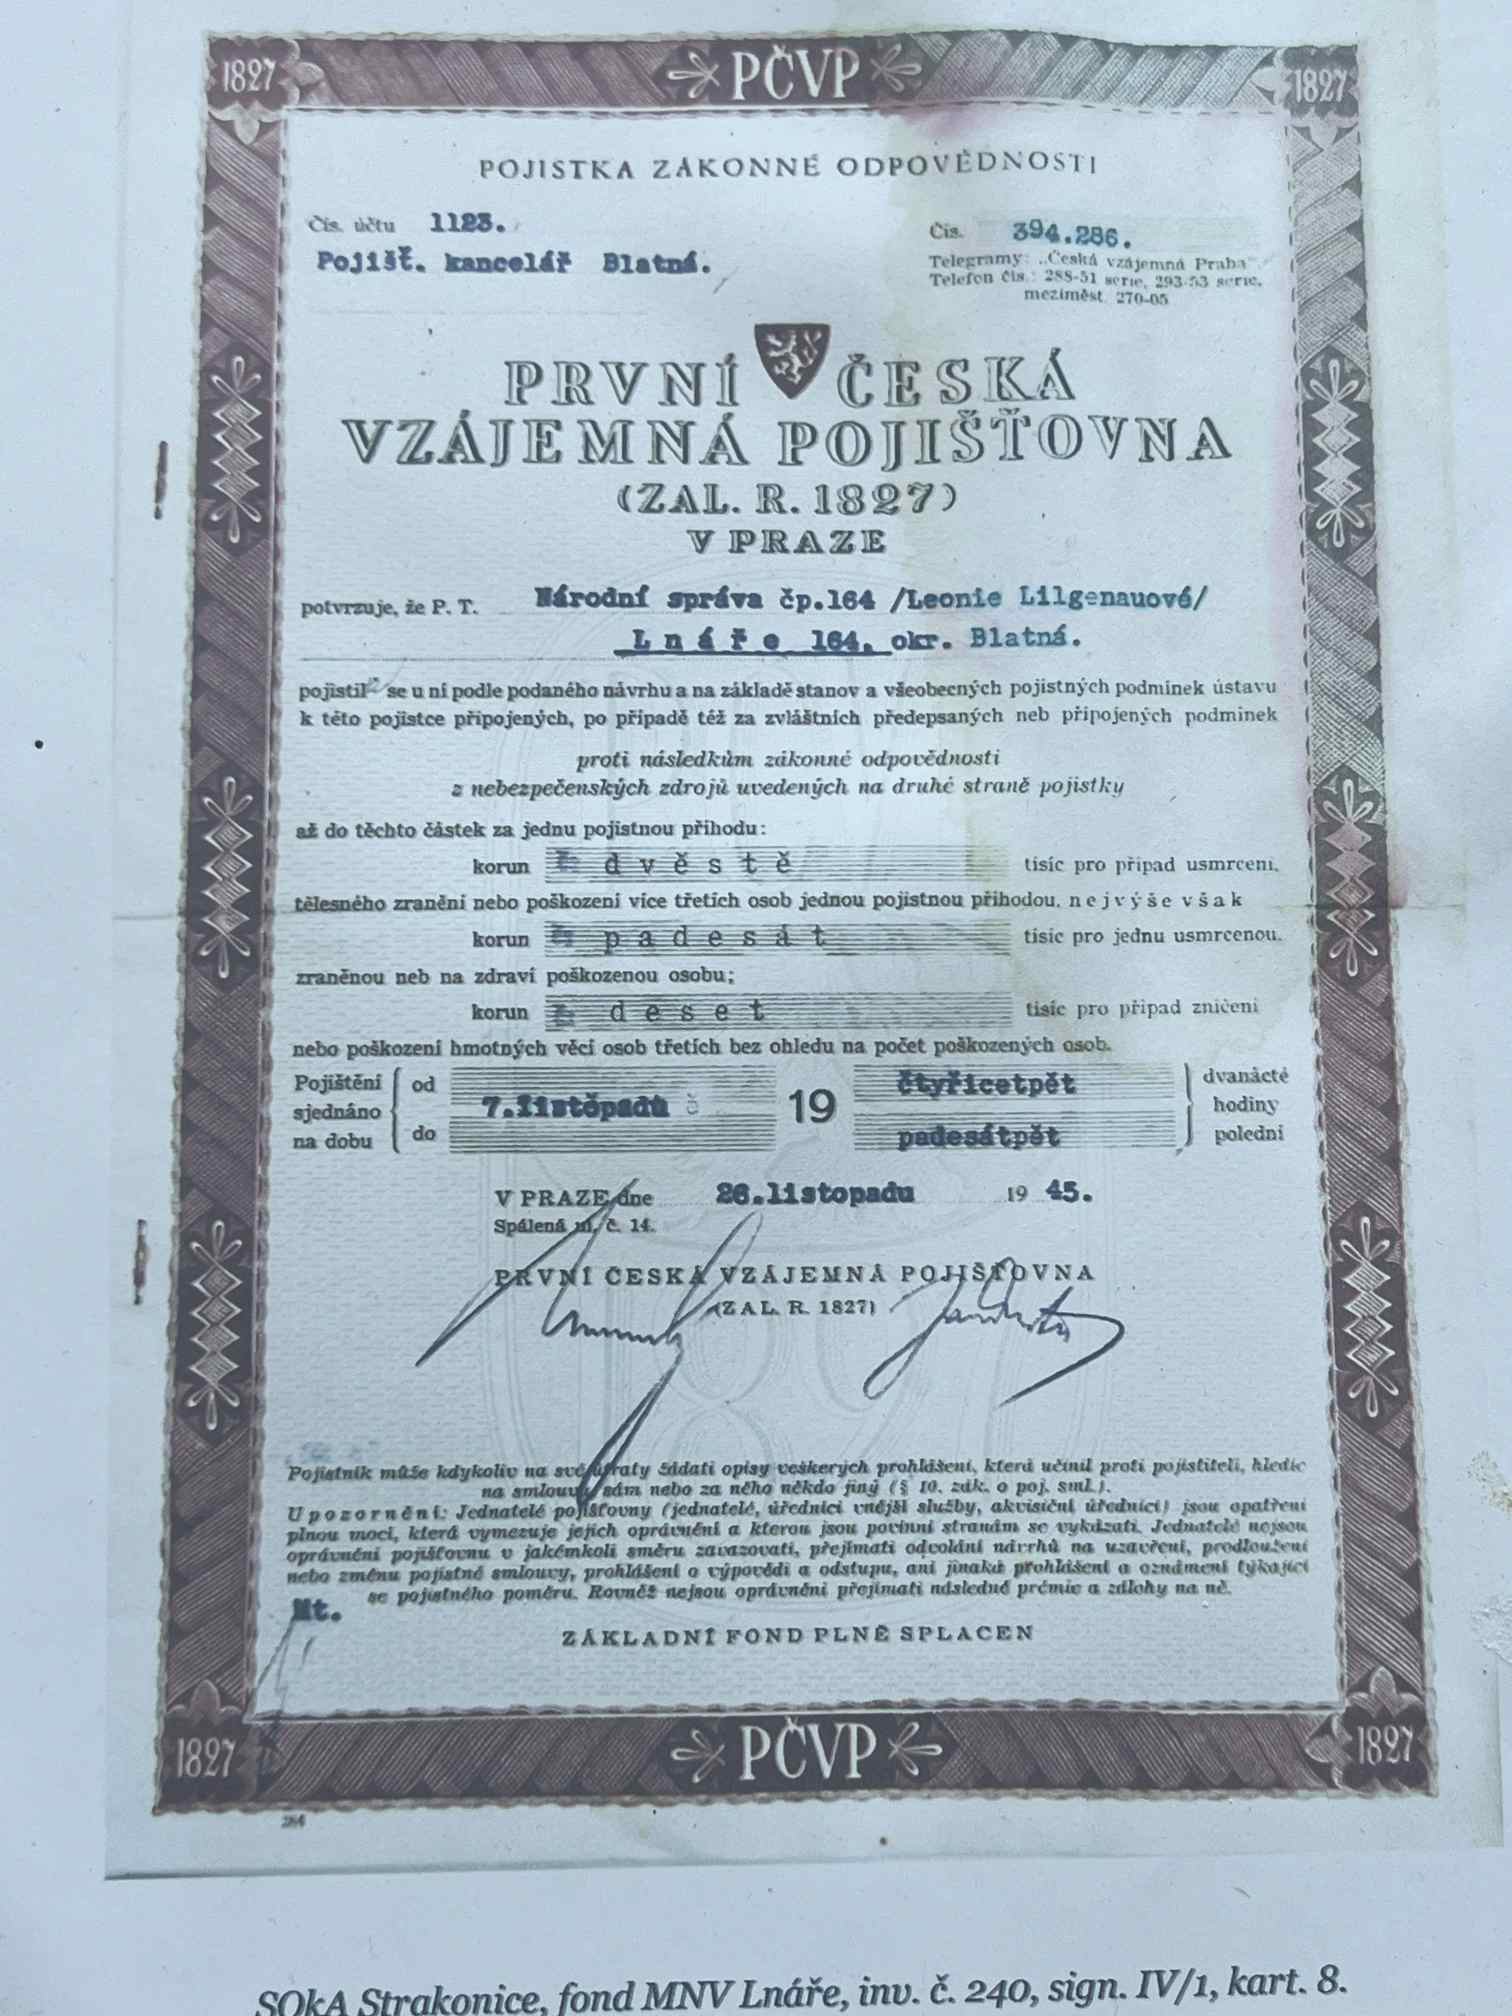 1827 PČVP 1827
POJISTKA ZÁKONNÉ ODPOVĚDNOSTI
Čís. účtu 1123.
Pojišť. kancelář Blatná.
Čís. 394.286.
Telegramy: „Česká vzájemná Praha“.
Telefon čís.: 288-51 serie, 293-53 serie,
meziměst. 270-05
PRVNÍ ČESKÁ
VZÁJEMNÁ POJIŠŤOVNA
(ZAL. R. 1827)
V PRAZE
potvrzuje, že P. T. Národní správa čp.164 /Leonie Lilgenauové/
Lnáře 164, okr. Blatná.
pojistil se u ní podle podaného návrhu a na základě stanov a všeobecných pojistných podmínek ústavu
k této pojistce připojených, po případě též za zvláštních předepsaných neb připojených podmínek
proti následkům zákonné odpovědnosti
z nebezpečenských zdrojů uvedených na druhé straně pojistky
až do těchto částek za jednu pojistnou příhodu:
korun dvěstě tisíc pro případ usmrcení,
tělesného zranění nebo poškození více třetích osob jednou pojistnou příhodou, nejvýše však
korun padesát tisíc pro jednu usmrcenou,
zraněnou neb na zdraví poškozenou osobu;
korun deset tisíc pro případ zničení
nebo poškození hmotných věcí osob třetích bez ohledu na počet poškozených osob.
Pojištění od čtyřicetpět dvanácté
sjednáno 7.listopadu 19 hodiny
na dobu do padesátpět polední
V PRAZE dne 26.listopadu 19 45.
Spálená ul. č. 14.
PRVNÍ ČESKÁ VZÁJEMNÁ POJIŠŤOVNA
(ZAL. R. 1827)
Pojistník může kdykoliv na své útraty žádati opisy veškerých prohlášení, která učinil proti pojistiteli, hledíc
na smlouvu sám nebo za něho někdo jiný (§ 10. zák. o poj. sml.).
Upozornění: Jednatelé pojišťovny (jednatelé, úředníci vnější služby, akvisiční úředníci) jsou opatřeni
plnou mocí, která vymezuje jejich oprávnění a kterou jsou povinni stranám se vykázati. Jednatelé nejsou
oprávněni pojišťovnu v jakémkoli směru zavazovati, přejímati odvolání návrhů na uzavření, prodloužení
nebo změnu pojistné smlouvy, prohlášení o výpovědi a odstupu, ani jinaká prohlášení a oznámení týkající
se pojistného poměru. Rovněž nejsou oprávněni přejímati následné prémie a zálohy na ně.
Mt.
ZÁKLADNÍ FOND PLNĚ SPLACEN
1827 PČVP 1827
264
SOkA Strakonice, fond MNV Lnáře, inv. č. 240, sign. IV/1, kart. 8.